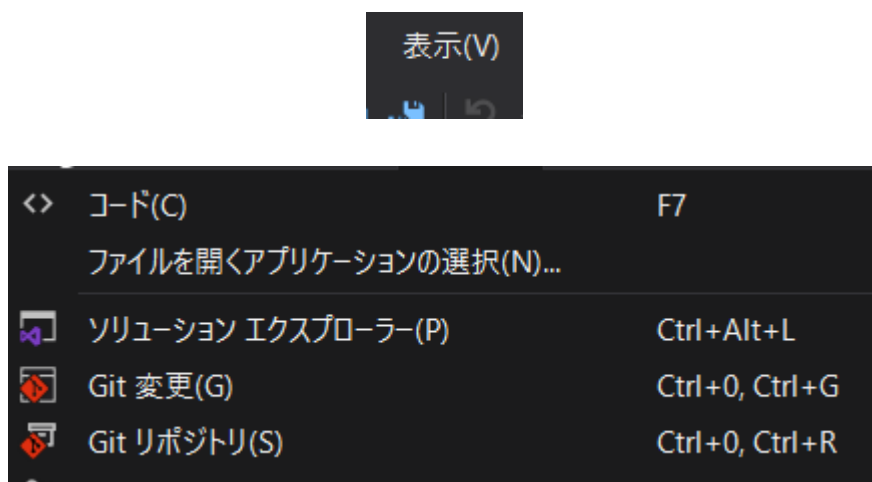 表示(V)
コード(C) F7
ファイルを開くアプリケーションの選択(N)...
ソリューション エクスプローラー(P) Ctrl+Alt+L
Git 変更(G) Ctrl+0, Ctrl+G
Git リポジトリ(S) Ctrl+0, Ctrl+R